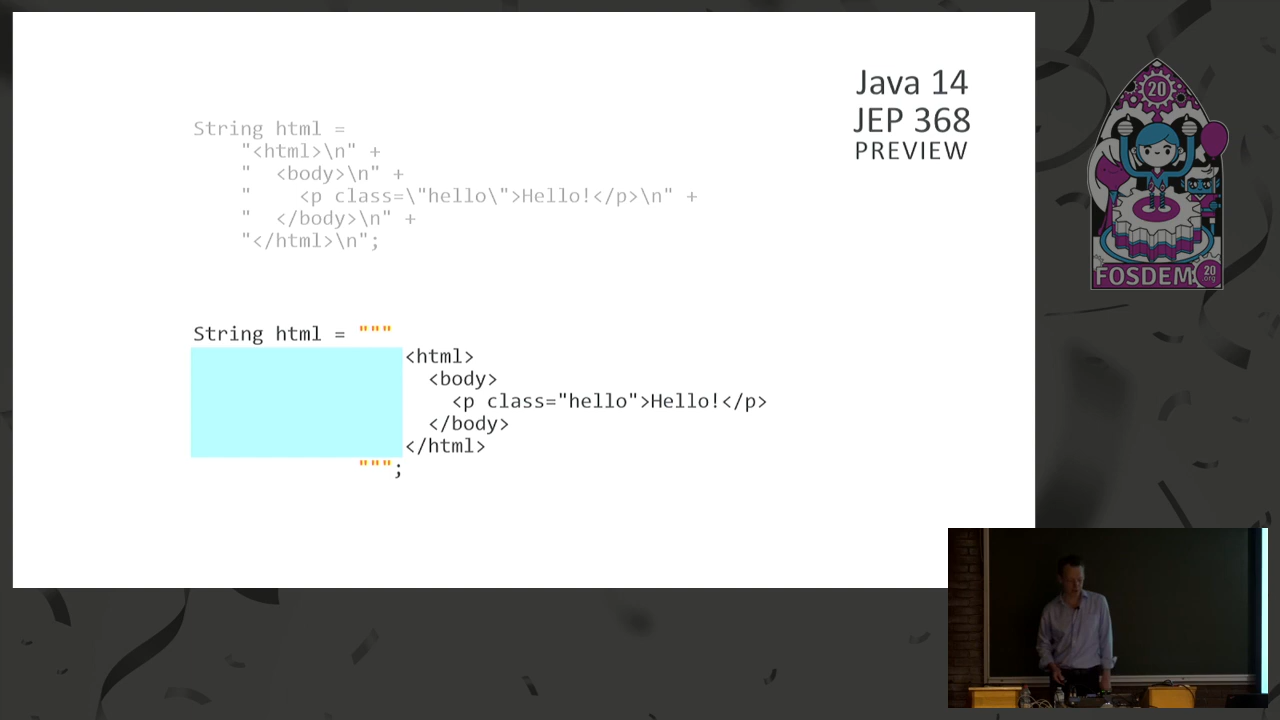 Java 14
JEP 368
PREVIEW
String html =
    "<html>\n" +
    "  <body>\n" +
    "    <p class=\"hello\">Hello!</p>\n" +
    "  </body>\n" +
    "</html>\n";
String html = """
                  <html>
                    <body>
                      <p class="hello">Hello!</p>
                    </body>
                  </html>
              """;
20
FOSDEM
20
.org